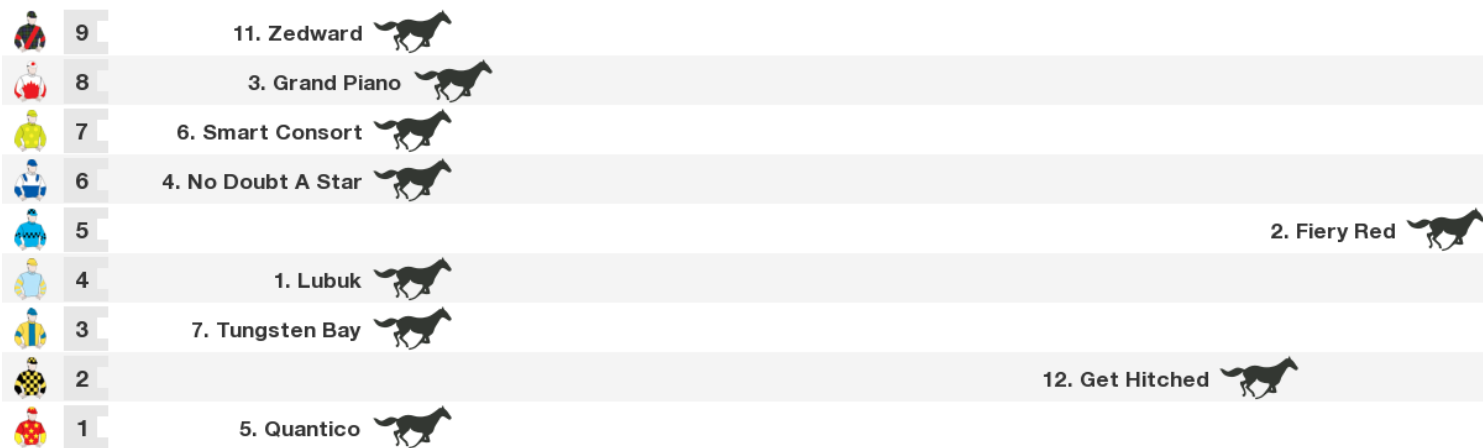 9 11. Zedward
8 3. Grand Piano
7 6. Smart Consort
6 4. No Doubt A Star
5 2. Fiery Red
4 1. Lubuk
3 7. Tungsten Bay
2 12. Get Hitched
1 5. Quantico